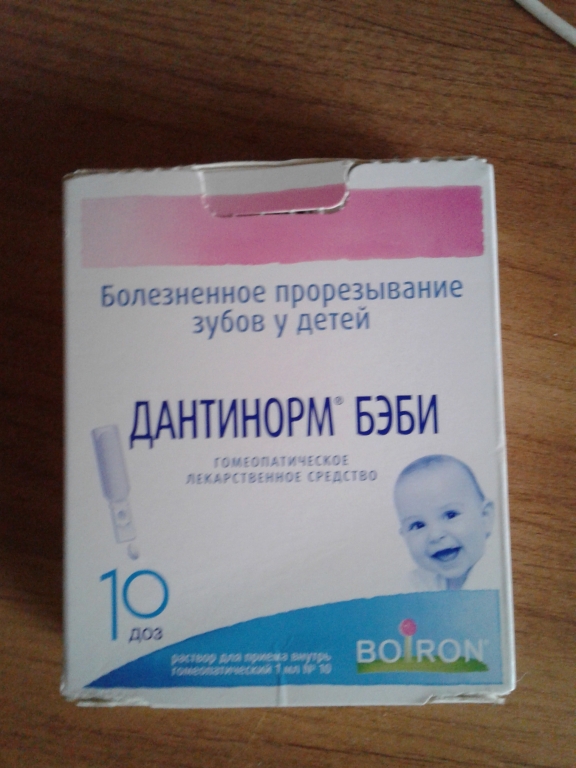 Болезненное прорезывание
зубов у детей
ДАНТИНОРМ® БЭБИ
ГОМЕОПАТИЧЕСКОЕ
ЛЕКАРСТВЕННОЕ СРЕДСТВО
10
доз
раствор для приема внутрь
гомеопатический 1 мл № 10
BOIRON®